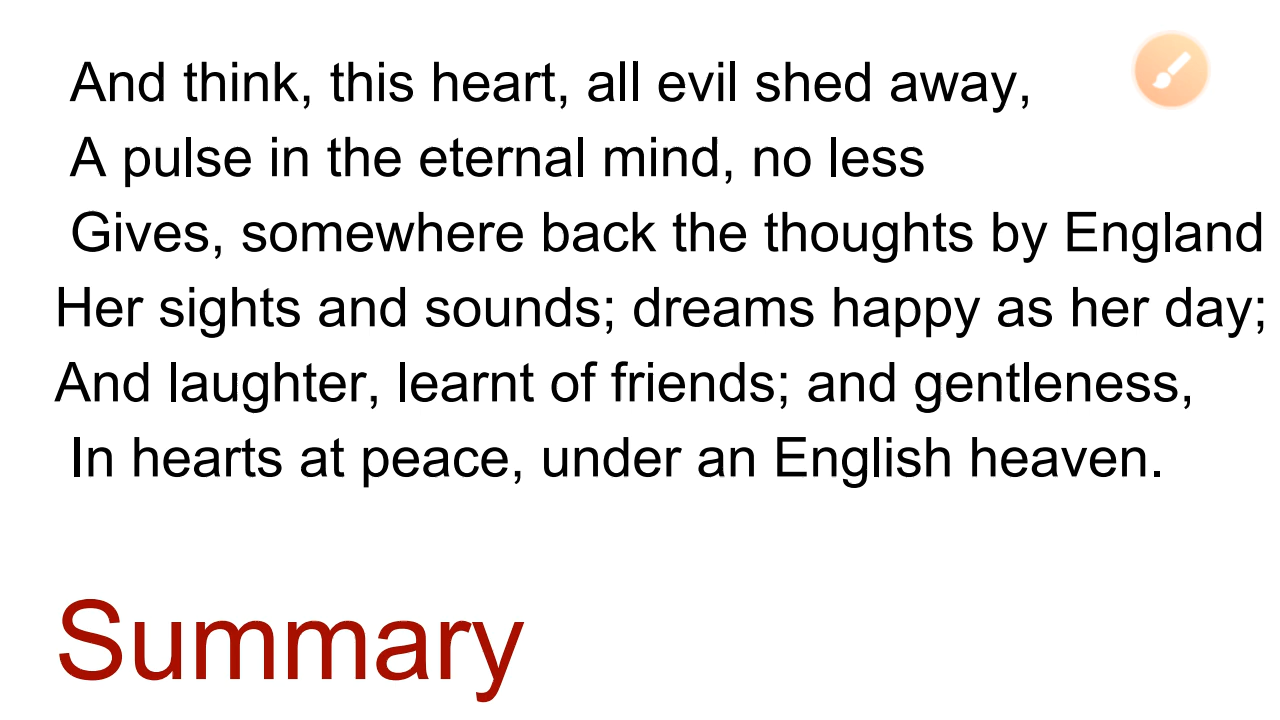 And think, this heart, all evil shed away,
A pulse in the eternal mind, no less
Gives, somewhere back the thoughts by England
Her sights and sounds; dreams happy as her day;
And laughter, learnt of friends; and gentleness,
In hearts at peace, under an English heaven.
Summary